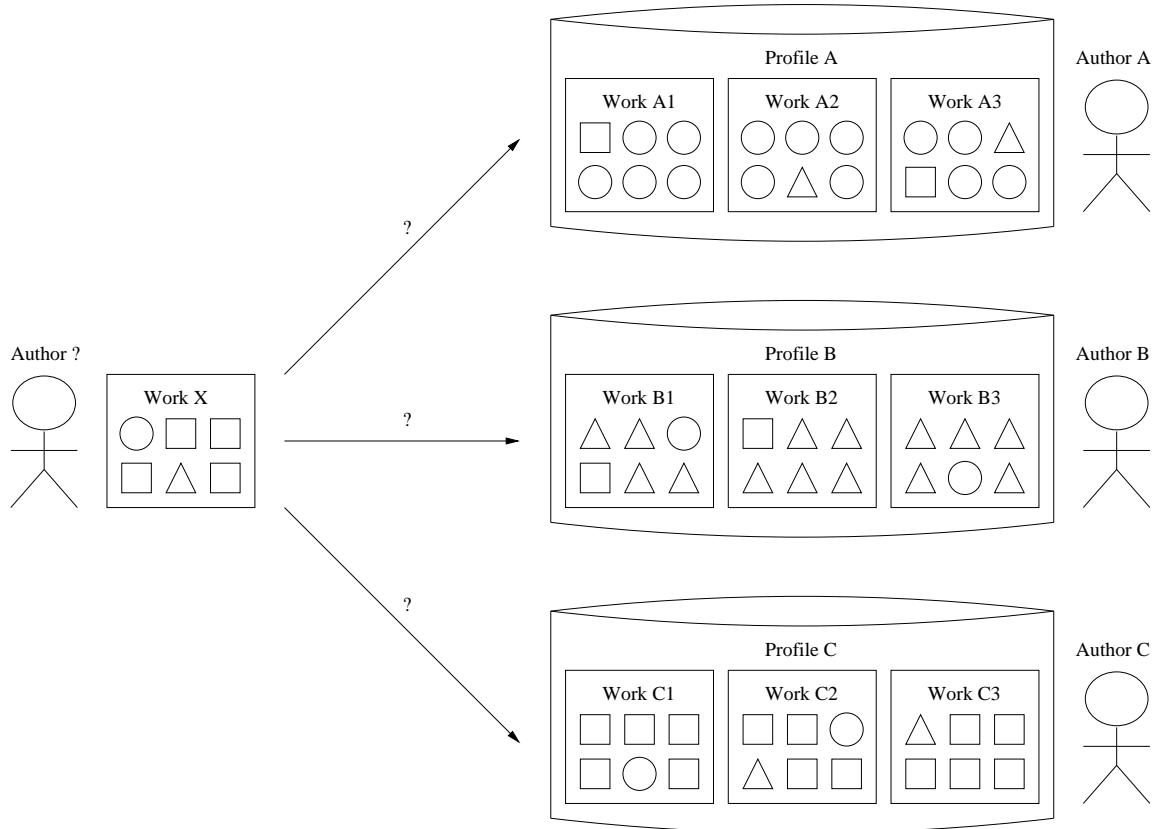 Profile A
Author A
Work A1
Work A2
Work A3
?
Author ?
Work X
?
Profile B
Author B
Work B1
Work B2
Work B3
?
Profile C
Author C
Work C1
Work C2
Work C3